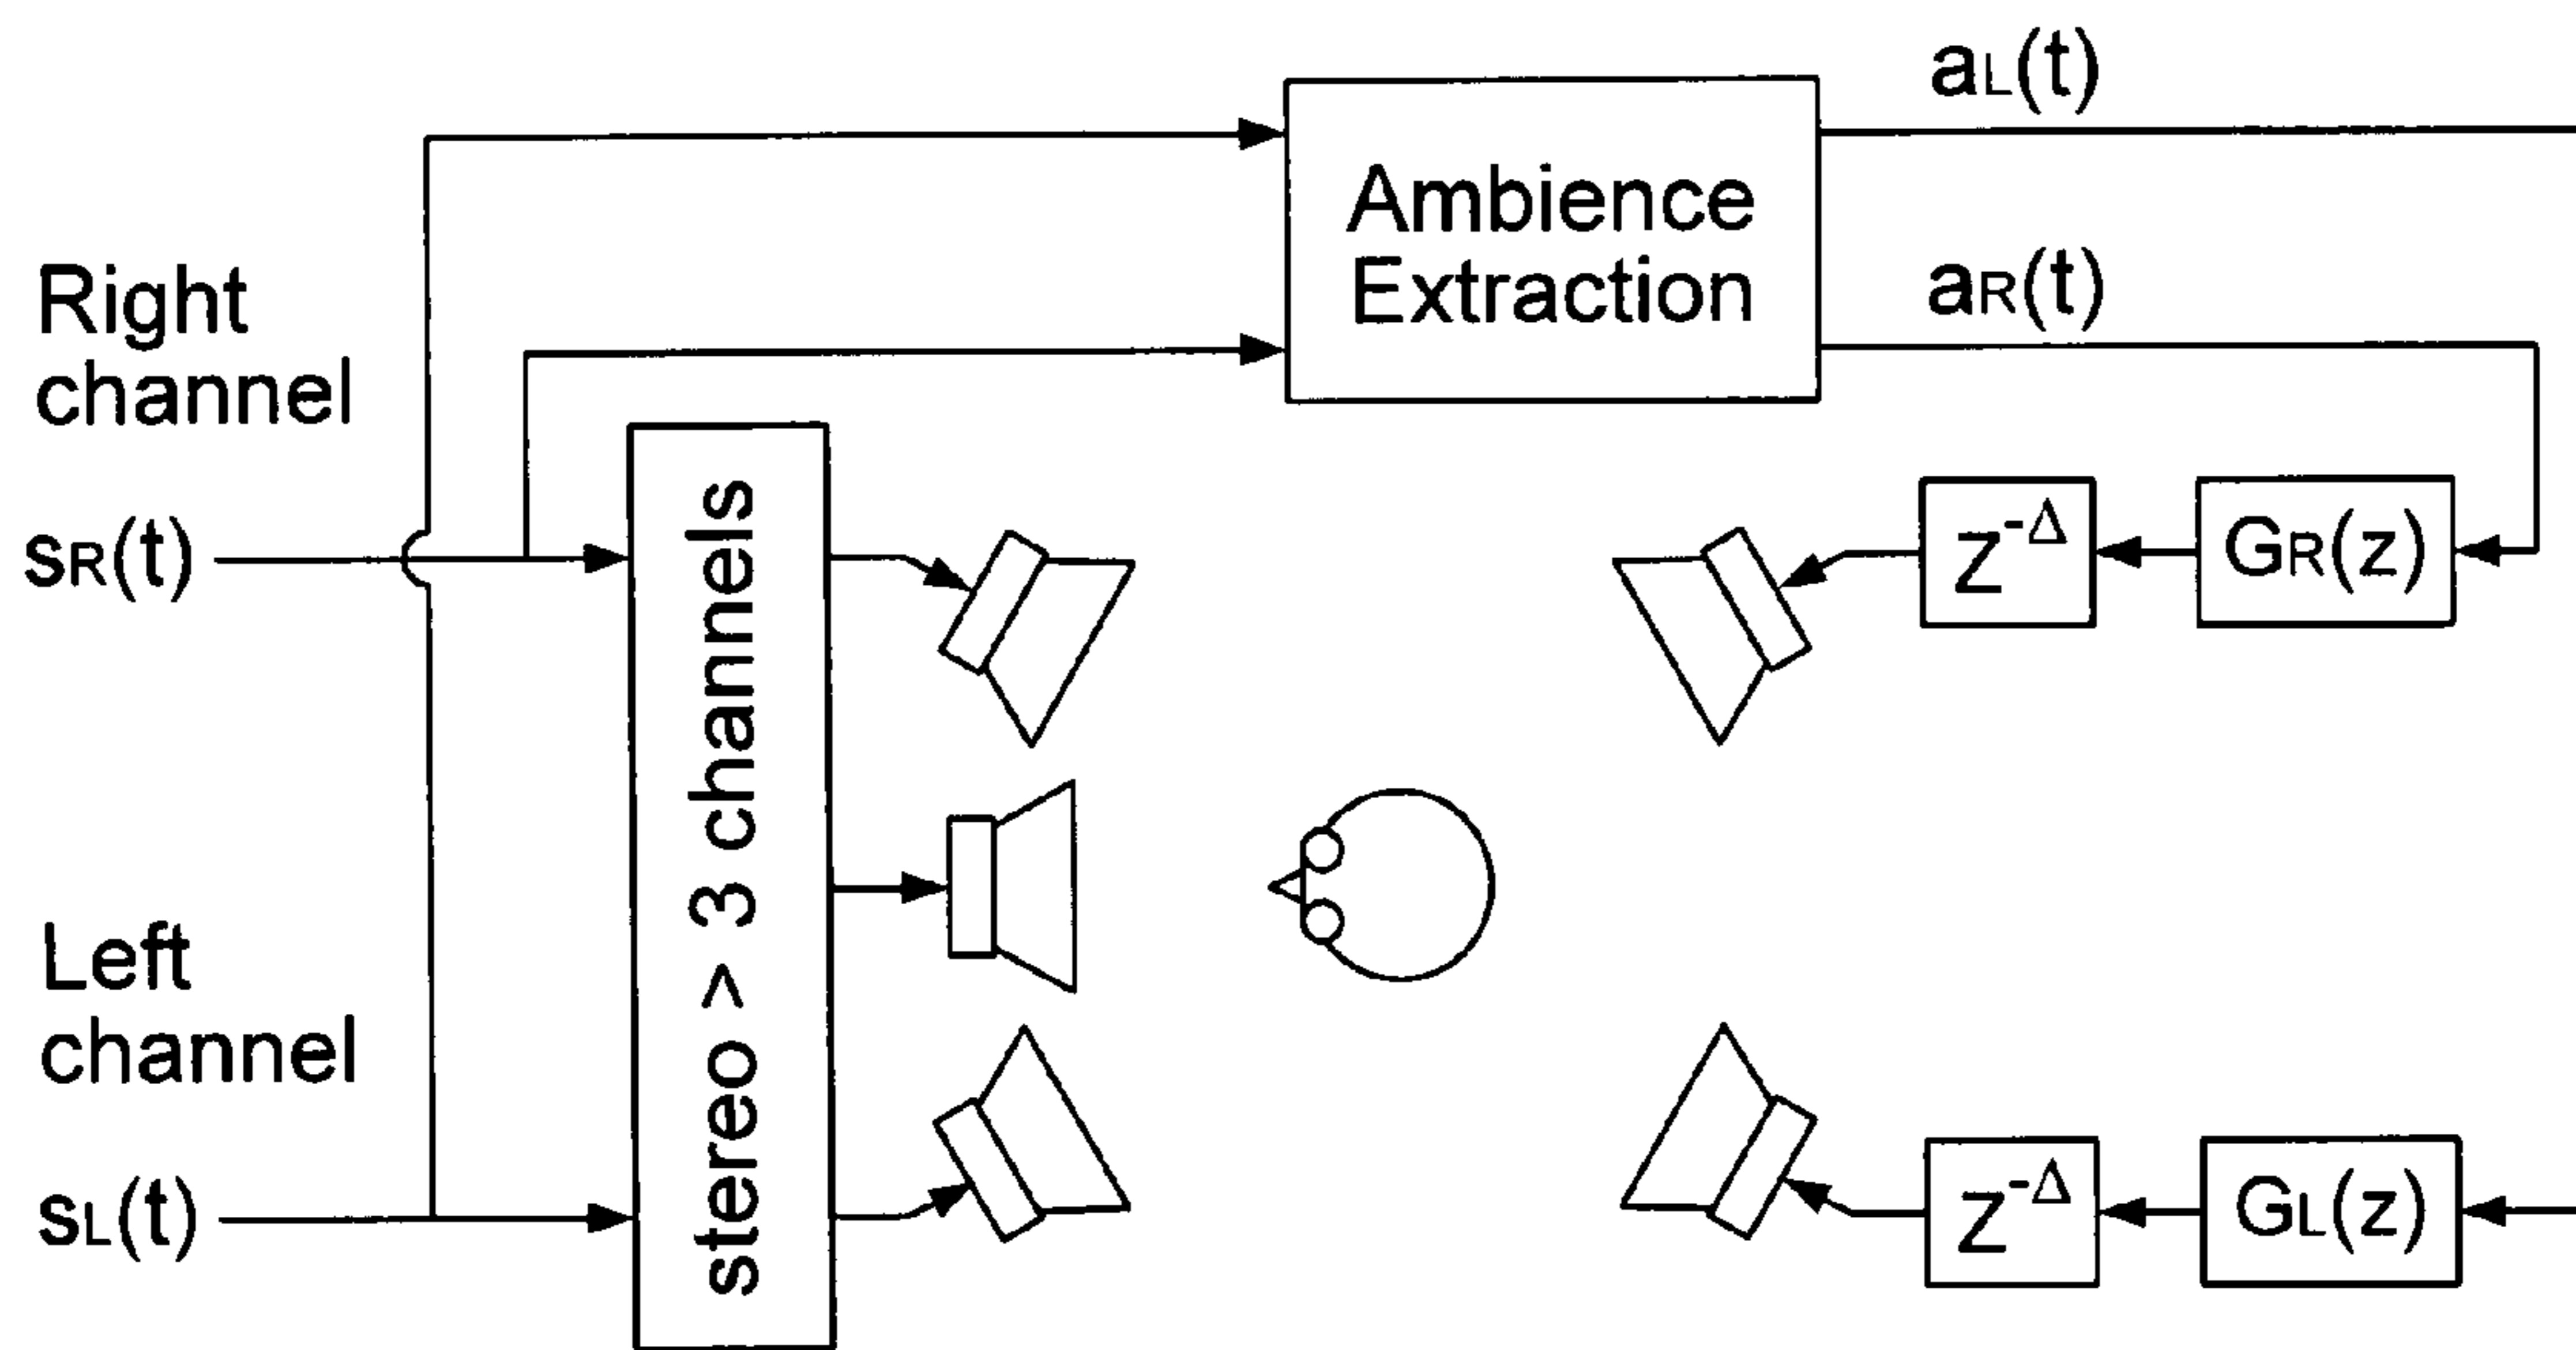 aL(t)
Ambience
Extraction
aR(t)
Right
channel
sR(t)
stereo > 3 channels
Z-Δ
GR(z)
Left
channel
sL(t)
Z-Δ
GL(z)